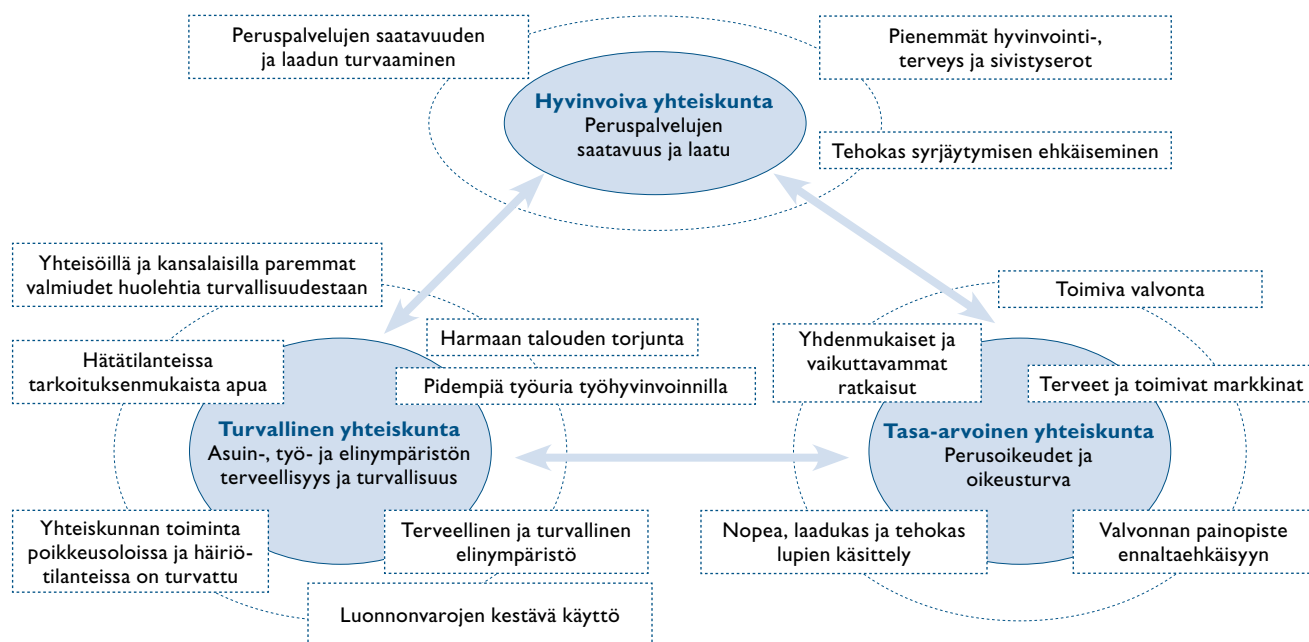 Peruspalvelujen saatavuuden
ja laadun turvaaminen
Pienemmät hyvinvointi-,
terveys ja sivistyserot
Hyvinvoiva yhteiskunta
Peruspalvelujen
saatavuus ja laatu
Tehokas syrjäytymisen ehkäiseminen
Yhteisöillä ja kansalaisilla paremmat
valmiudet huolehtia turvallisuudestaan
Harmaan talouden torjunta
Hätätilanteissa
tarkoituksenmukaista apua
Pidempiä työuria työhyvinvoinnilla
Turvallinen yhteiskunta
Asuin-, työ- ja elinympäristön
terveellisyys ja turvallisuus
Yhteiskunnan toiminta
poikkeusoloissa ja häiriö-
tilanteissa on turvattu
Terveellinen ja turvallinen
elinympäristö
Luonnonvarojen kestävä käyttö
Toimiva valvonta
Yhdenmukaiset ja
vaikuttavammat
ratkaisut
Terveet ja toimivat markkinat
Tasa-arvoinen yhteiskunta
Perusoikeudet ja
oikeusturva
Nopea, laadukas ja tehokas
lupien käsittely
Valvonnan painopiste
ennaltaehkäisyyn